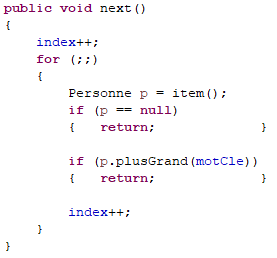 public void next()
{
index++;
for (;;)
{
Personne p = item();
if (p == null)
{ return; }
if (p.plusGrand(motCle))
{ return; }
index++;
}
}